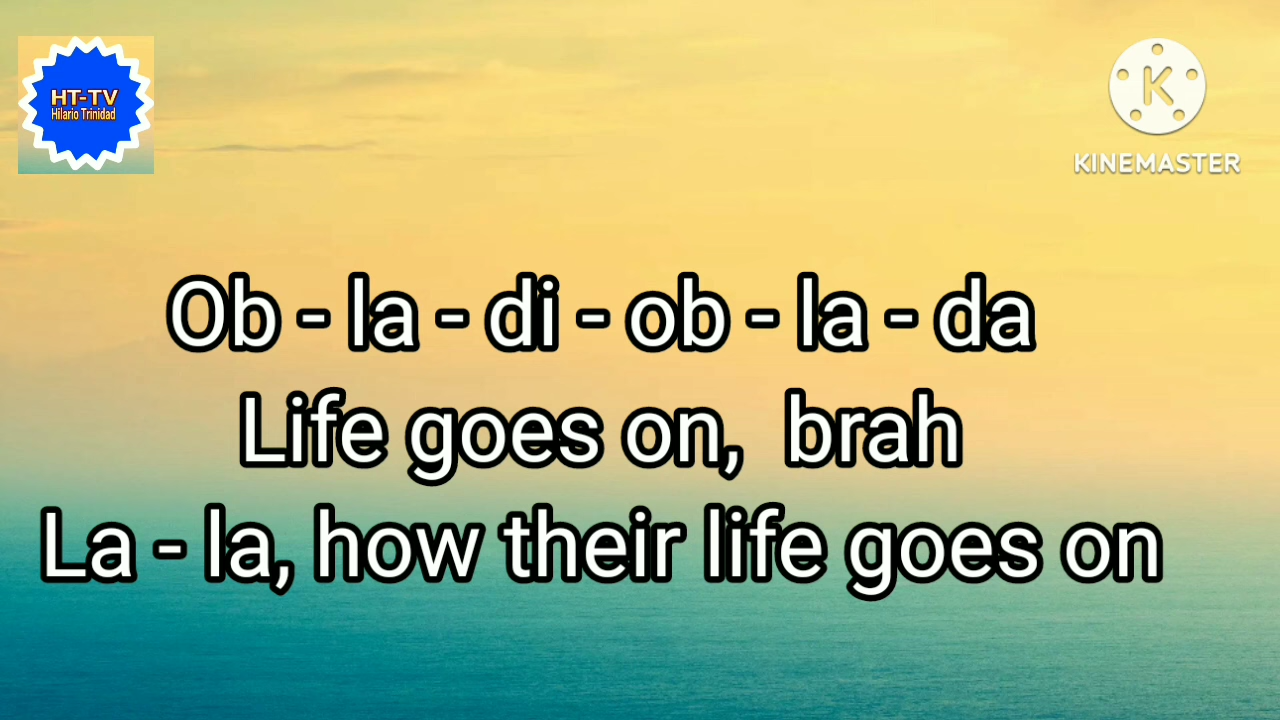 HT-TV
Hilario Trinidad
K
KINEMASTER
Ob - la - di - ob - la - da
Life goes on, brah
La - la, how their life goes on